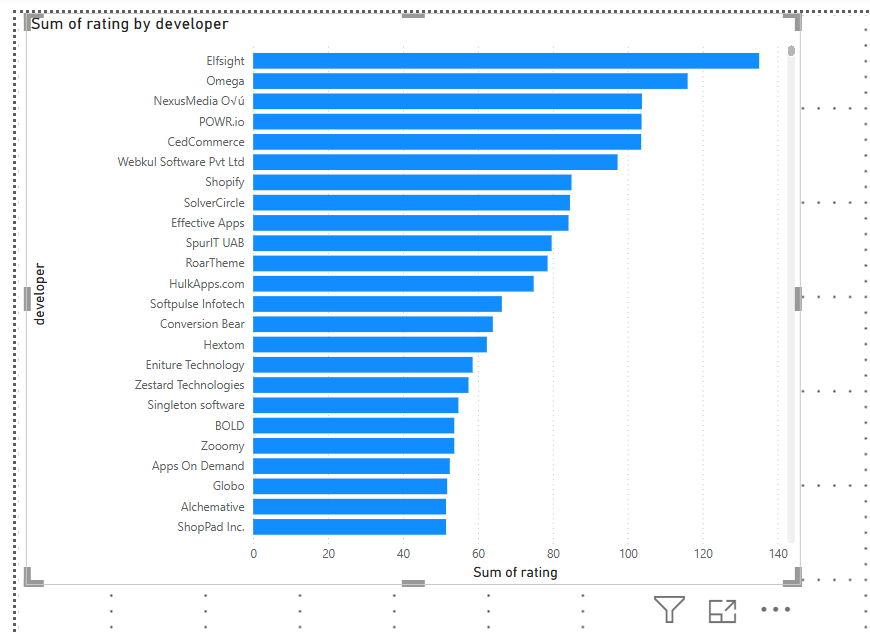 Sum of rating by developer
Elfsight
Omega
NexusMedia O√ú
POWR.io
CedCommerce
Webkul Software Pvt Ltd
Shopify
SolverCircle
Effective Apps
SpurIT UAB
RoarTheme
HulkApps.com
Softpulse Infotech
Conversion Bear
Hextom
Eniture Technology
Zestard Technologies
Singleton software
BOLD
Zooomy
Apps On Demand
Globo
Alchemative
ShopPad Inc.
developer
0 20 40 60 80 100 120 140
Sum of rating